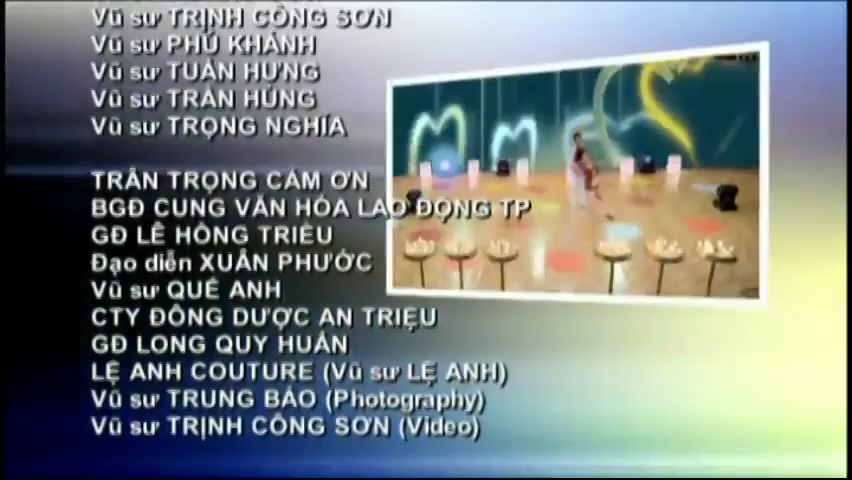 Vũ sư TRỊNH CÔNG SƠN
Vũ sư PHÚ KHÁNH
Vũ sư TUẤN HƯNG
Vũ sư TRẦN HÙNG
Vũ sư TRỌNG NGHĨA
TRÂN TRỌNG CÁM ƠN
BGĐ CUNG VĂN HÓA LAO ĐỘNG TP
GĐ LÊ HỒNG TRIỀU
Đạo diễn XUÂN PHƯỚC
Vũ sư QUẾ ANH
CTY ĐÔNG DƯỢC AN TRIỆU
GĐ LONG QUY HUÂN
LỆ ANH COUTURE (Vũ sư LỆ ANH)
Vũ sư TRUNG BẢO (Photography)
Vũ sư TRỊNH CÔNG SƠN (Video)